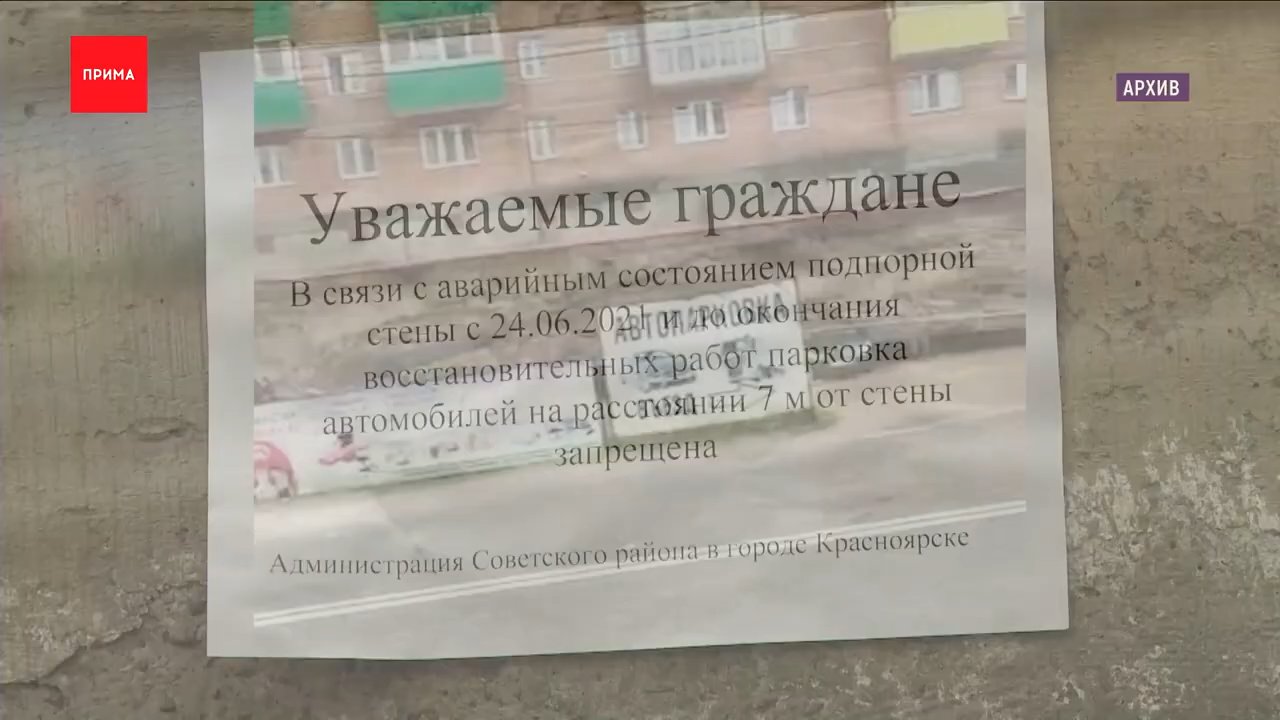 ПРИМА
АРХИВ
Уважаемые граждане
В связи с аварийным состоянием подпорной
стены с 24.06.2021 и до окончания
восстановительных работ парковка
автомобилей на расстоянии 7 м от стены
запрещена
Администрация Советского района в городе Красноярске
АВТОПАРКОВКА